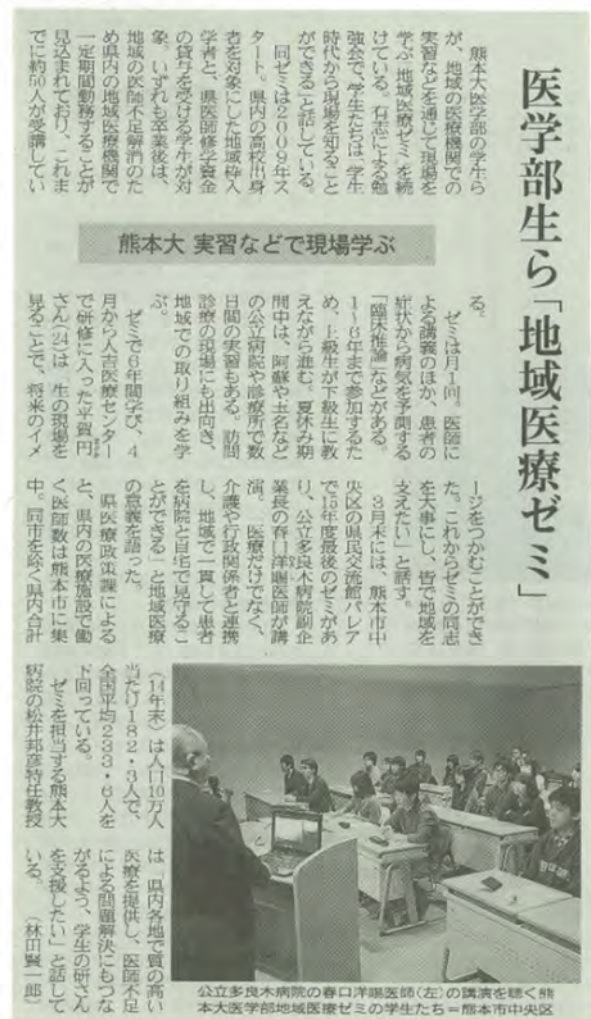 医学部生ら「地域医療ゼミ」
熊本大 実習などで現場学ぶ
熊本大医学部の学生ら
が、地域の医療機関での
実習などを通じて現場を
学ぶ「地域医療ゼミ」を続
けている。有志による勉
強会で、学生たちは「学生
時代から現場を知ること
ができる」と話している。
同ゼミは2009年ス
タート。県内の高校出身
者を対象にした地域枠入
学者と、県医師修学資金
の貸与を受ける学生が対
象。いずれも卒業後は、
地域の医師不足解消のた
め県内の地域医療機関で
一定期間勤務することが
見込まれており、これま
でに約50人が受講してい
る。
ゼミは月1回。医師に
よる講義のほか、患者の
症状から病気を予測する
「臨床推論」などがある。
1～6年まで参加するた
め、上級生が下級生に教
えながら進む。夏休み期
間中は、阿蘇や玉名など
の公立病院や診療所で数
日間の実習もある。訪問
診療の現場にも出向き、
地域での取り組みを学
ぶ。
ゼミで6年間学び、4
月から人吉医療センター
で研修に入った平賀円
さん(24)は「生の現場を
見ることで、将来のイメ
ージをつかむことができ
た。これからゼミの同志
を大事にし、皆で地域を
支えたい」と話す。
3月末には、熊本市中
央区の県民交流館パレア
で15年度最後のゼミがあ
り、公立多良木病院副企
業長の春口洋賜医師が講
演。「医療だけでなく、
介護や行政関係者と連携
し、地域で一貫して患者
を病院と自宅で見守るこ
とができる」と地域医療
の意義を語った。
県医療政策課による
と、県内の医療施設で働
く医師数は熊本市に集
中。同市を除く県内合計
(14年末)は人口10万人
当たり182・3人で、
全国平均233・6人を
下回っている。
ゼミを担当する熊本大
病院の松井邦彦特任教授
は「県内各地で質の高い
医療を提供し、医師不足
による問題解決にもつな
がるよう、学生の研さん
を支援したい」と話して
いる。 (林田賢一郎)
公立多良木病院の春口洋賜医師(左)の講演を聴く熊
本大医学部地域医療ゼミの学生たち＝熊本市中央区